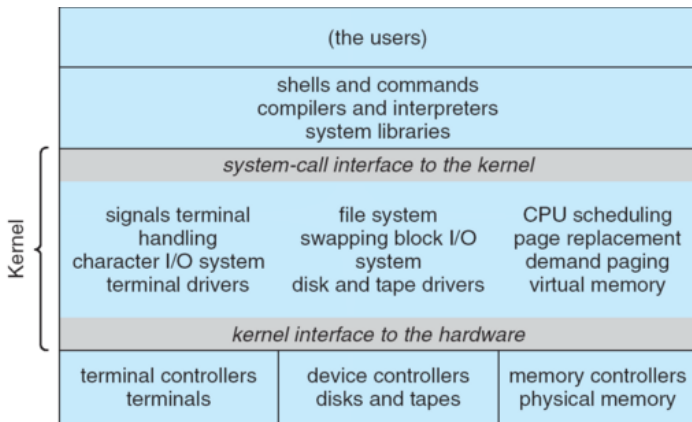 (the users)
shells and commands
compilers and interpreters
system libraries
system-call interface to the kernel
Kernel
signals terminal
handling
character I/O system
terminal drivers
file system
swapping block I/O
system
disk and tape drivers
CPU scheduling
page replacement
demand paging
virtual memory
kernel interface to the hardware
terminal controllers
terminals
device controllers
disks and tapes
memory controllers
physical memory